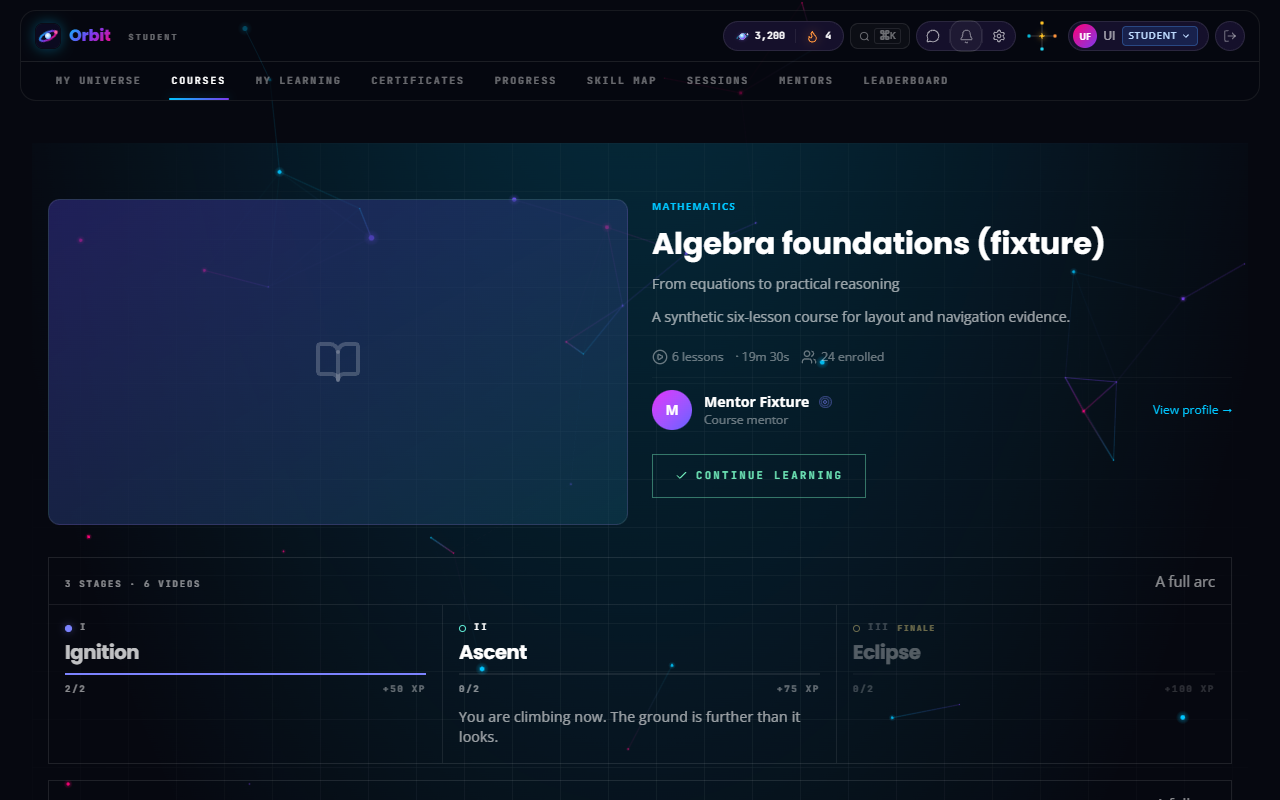 Orbit STUDENT
3,200 4 ⌘K UF UI STUDENT
MY UNIVERSE COURSES MY LEARNING CERTIFICATES PROGRESS SKILL MAP SESSIONS MENTORS LEADERBOARD
MATHEMATICS
Algebra foundations (fixture)
From equations to practical reasoning
A synthetic six-lesson course for layout and navigation evidence.
6 lessons · 19m 30s 24 enrolled
M Mentor Fixture
Course mentor
View profile →
CONTINUE LEARNING
3 STAGES · 6 VIDEOS A full arc
I
Ignition
2/2 +50 XP
II
Ascent
0/2 +75 XP
You are climbing now. The ground is further than it
looks.
III FINALE
Eclipse
0/2 +100 XP